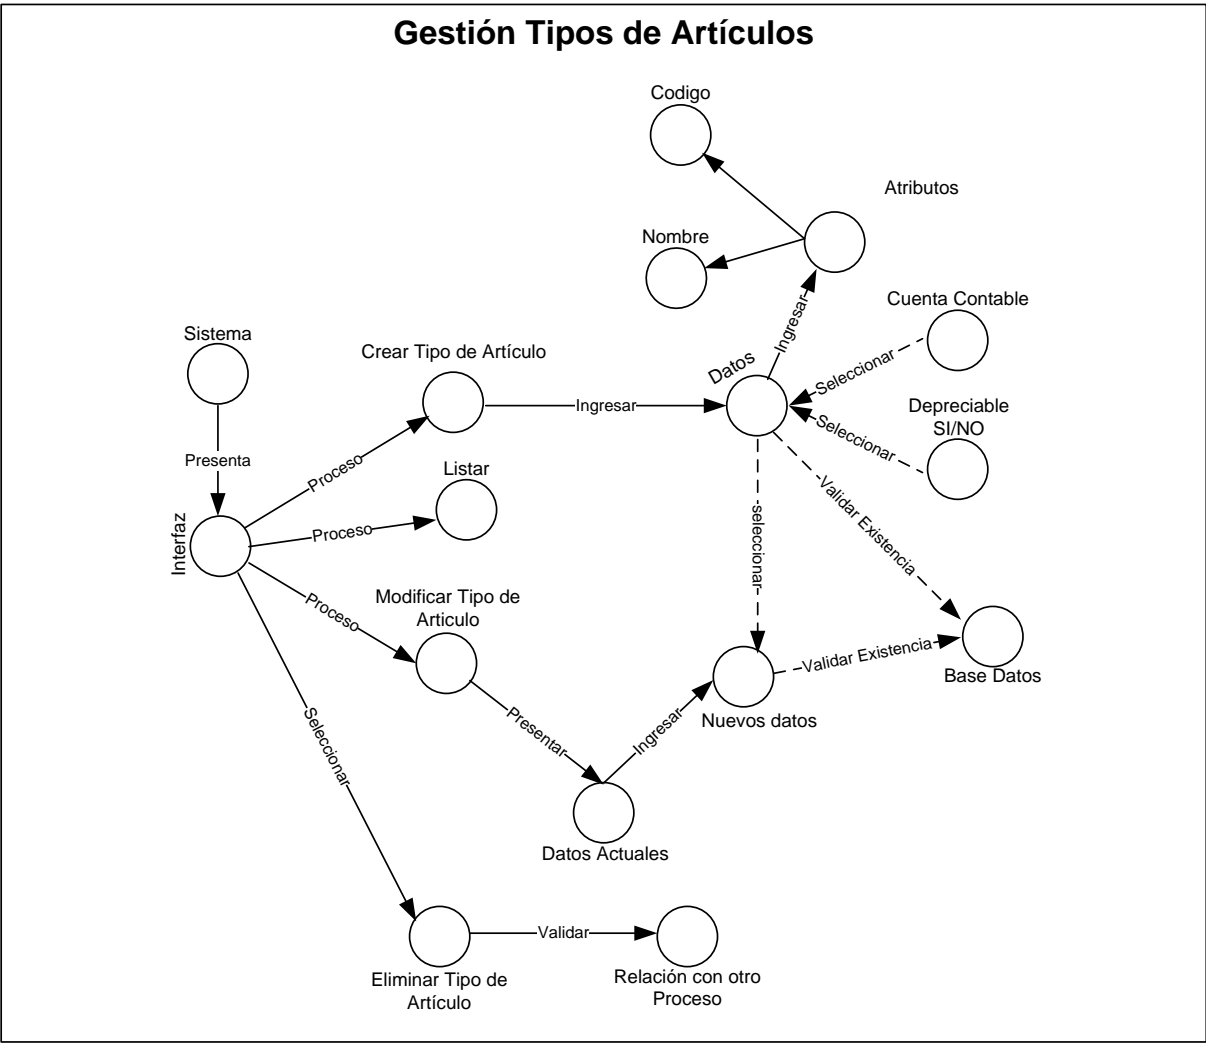 Gestión Tipos de Artículos
Codigo
Atributos
Nombre
Ingresar
Cuenta Contable
Sistema
Crear Tipo de Artículo
Datos
Seleccionar
Ingresar
Depreciable
SI/NO
Seleccionar
Presenta
Proceso
Listar
Validar Existencia
Interfaz
Proceso
seleccionar
Modificar Tipo de
Articulo
Proceso
Validar Existencia
Base Datos
Seleccionar
Presentar
Ingresar
Nuevos datos
Datos Actuales
Validar
Eliminar Tipo de
Artículo
Relación con otro
Proceso